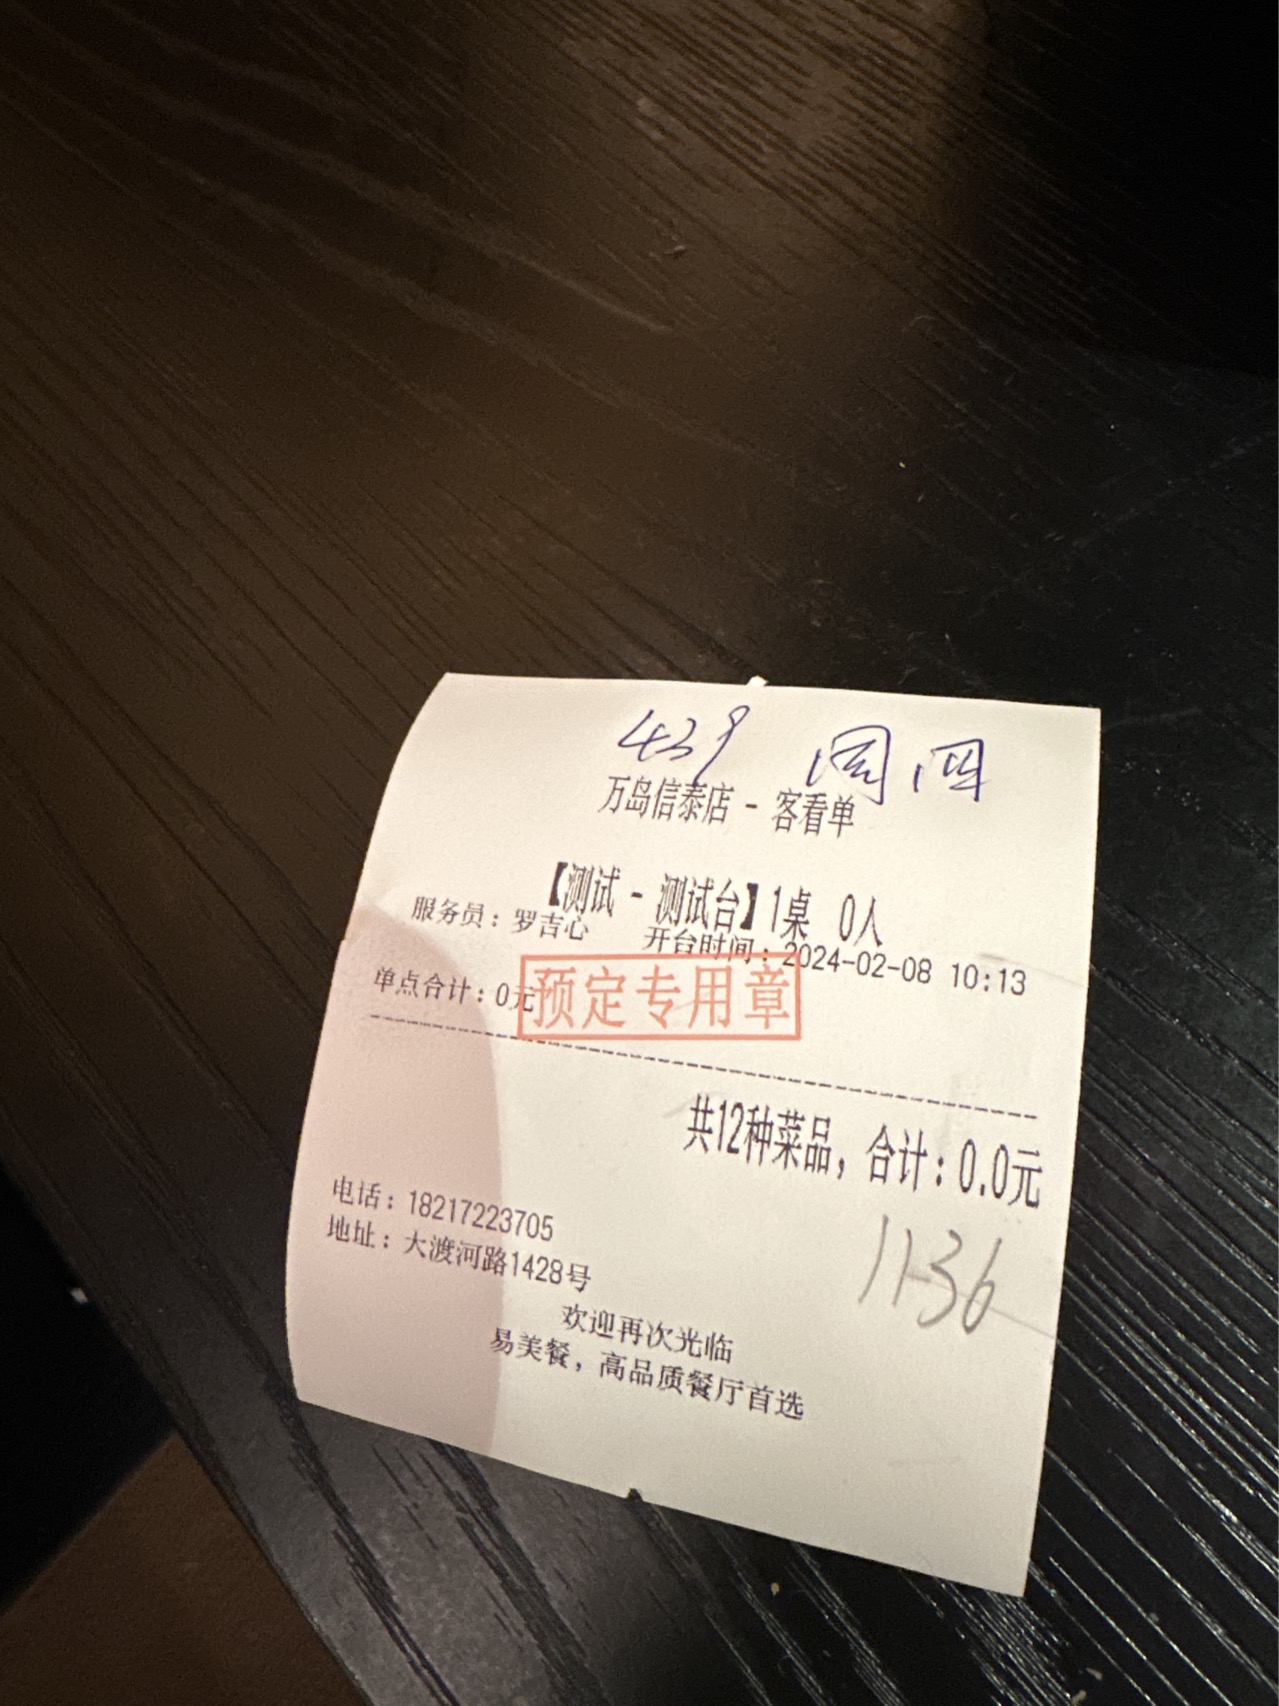 439 周四
万岛信泰店 - 客看单
【测试 - 测试台】1桌 0人
服务员：罗吉心 开台时间：2024-02-08 10:13
单点合计：0元
预定专用章
共12种菜品，合计：0.0元
电话：18217223705
地址：大渡河路1428号
1136
欢迎再次光临
易美餐，高品质餐厅首选